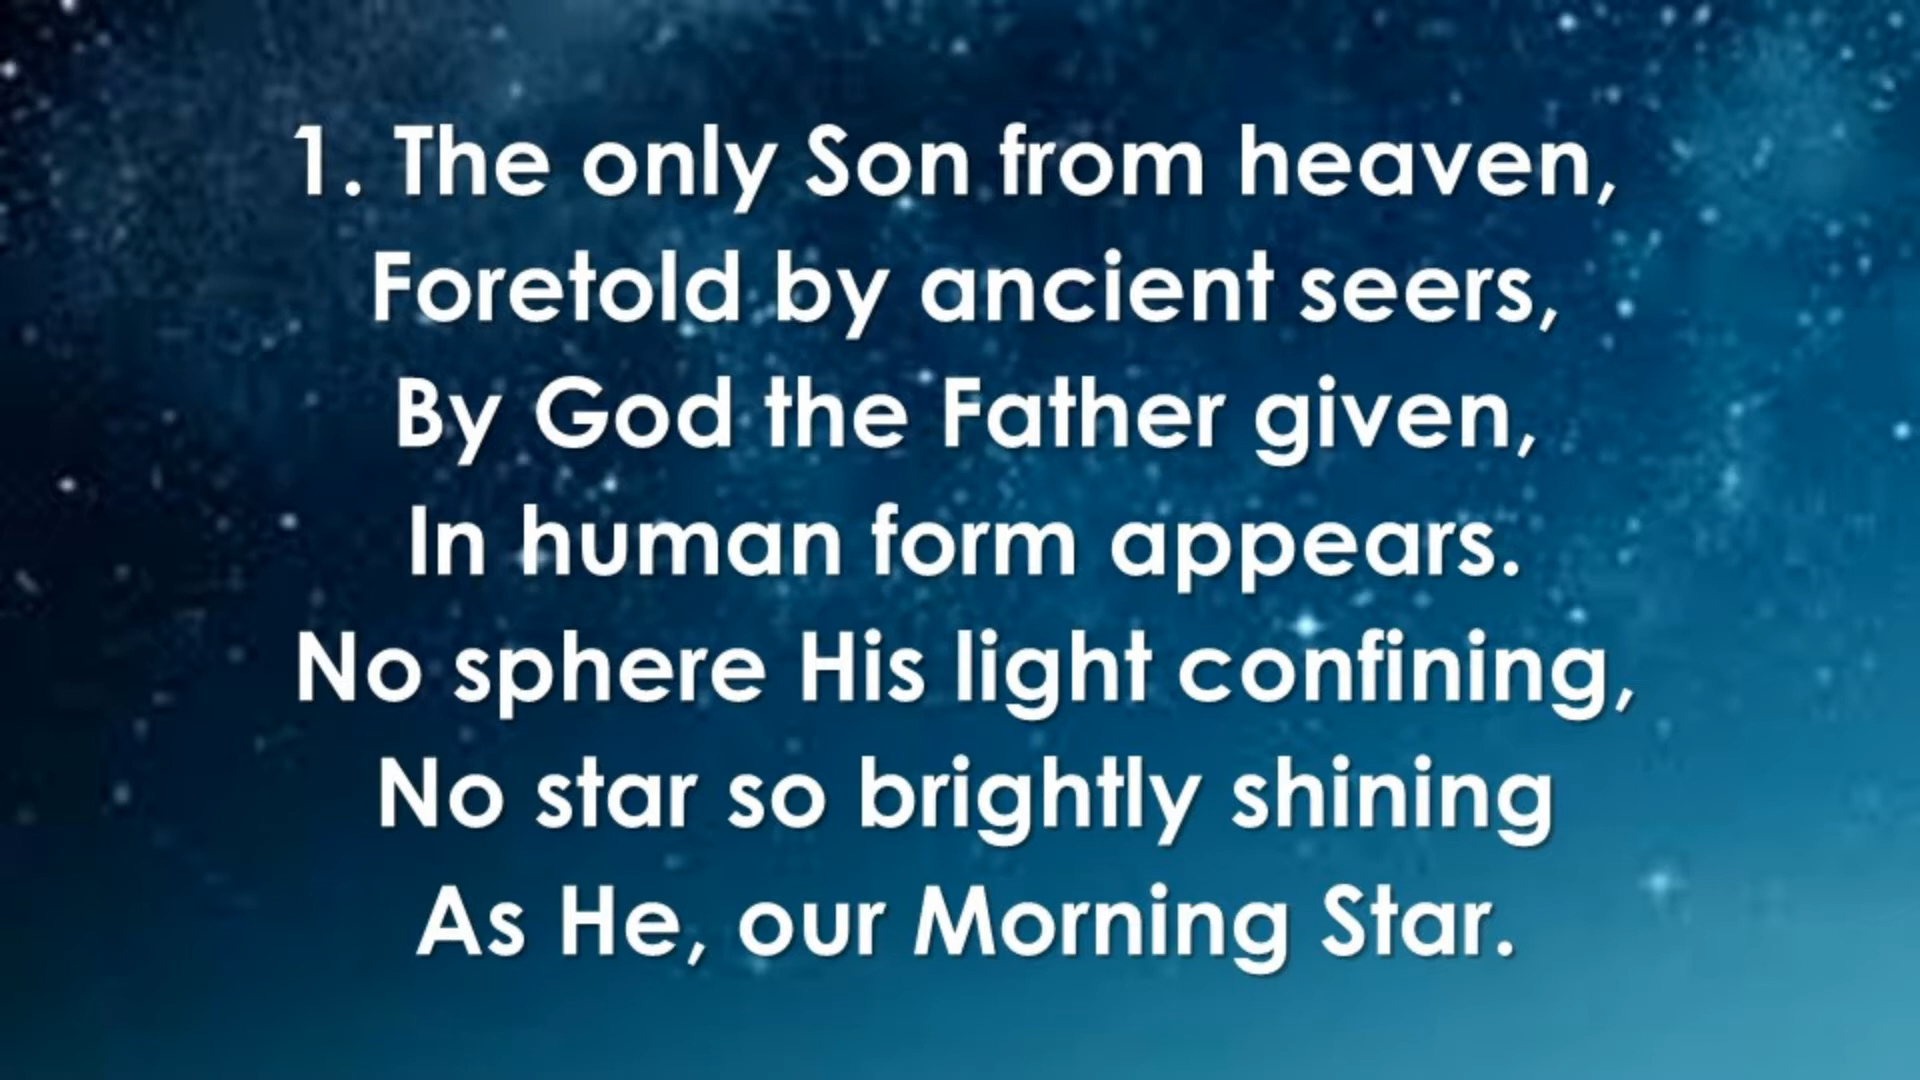 1. The only Son from heaven,
Foretold by ancient seers,
By God the Father given,
In human form appears.
No sphere His light confining,
No star so brightly shining
As He, our Morning Star.